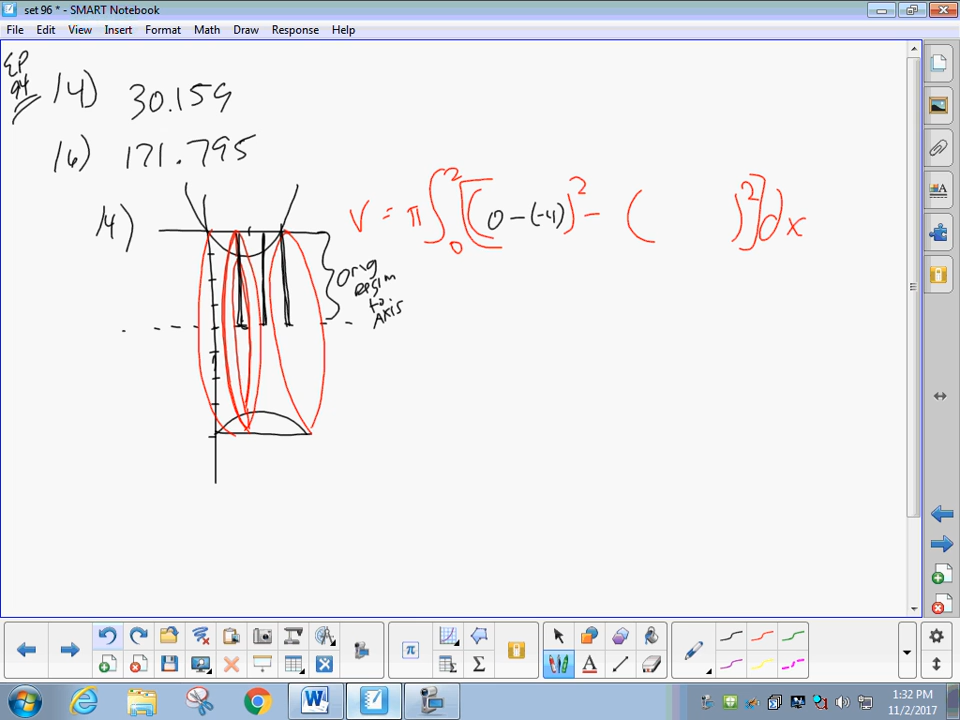 set 96 * - SMART Notebook
File Edit View Insert Format Math Draw Response Help
EP
94
14) 30.159
16) 171.795
14)
V = π∫₀² [(0-(-4))² - ( )²]dx
Orig
Region
to
Axis
1:32 PM
11/2/2017